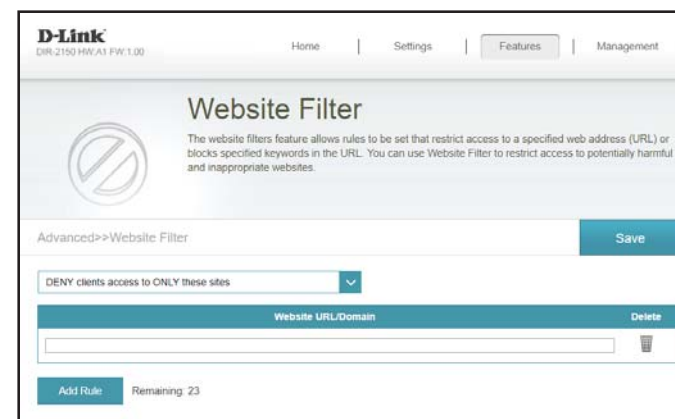 D-Link
DIR-2150 HW:A1 FW:1.00
Home | Settings | Features | Management
Website Filter
The website filters feature allows rules to be set that restrict access to a specified web address (URL) or
blocks specified keywords in the URL. You can use Website Filter to restrict access to potentially harmful
and inappropriate websites.
Advanced>>Website Filter
Save
DENY clients access to ONLY these sites
Website URL/Domain Delete
Add Rule Remaining: 23